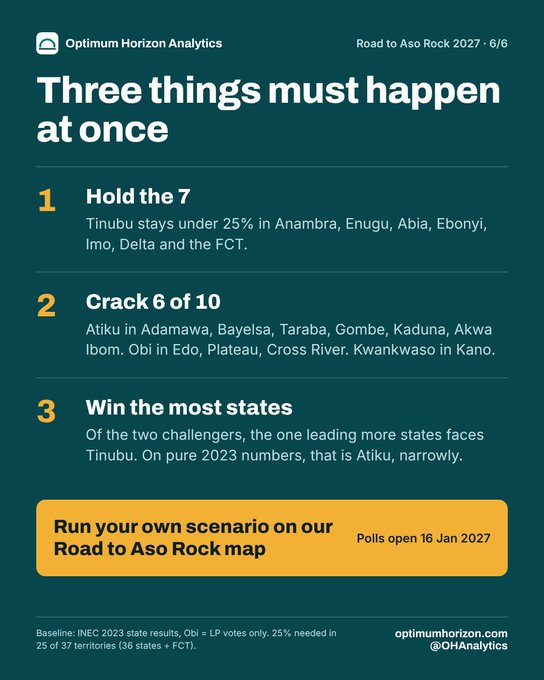 Optimum Horizon Analytics
Road to Aso Rock 2027 · 6/6
Three things must happen
at once
1
Hold the 7
Tinubu stays under 25% in Anambra, Enugu, Abia, Ebonyi,
Imo, Delta and the FCT.
2
Crack 6 of 10
Atiku in Adamawa, Bayelsa, Taraba, Gombe, Kaduna, Akwa
Ibom. Obi in Edo, Plateau, Cross River. Kwankwaso in Kano.
3
Win the most states
Of the two challengers, the one leading more states faces
Tinubu. On pure 2023 numbers, that is Atiku, narrowly.
Run your own scenario on our
Road to Aso Rock map
Polls open 16 Jan 2027
Baseline: INEC 2023 state results, Obi = LP votes only. 25% needed in
25 of 37 territories (36 states + FCT).
optimumhorizon.com
@OHAnalytics